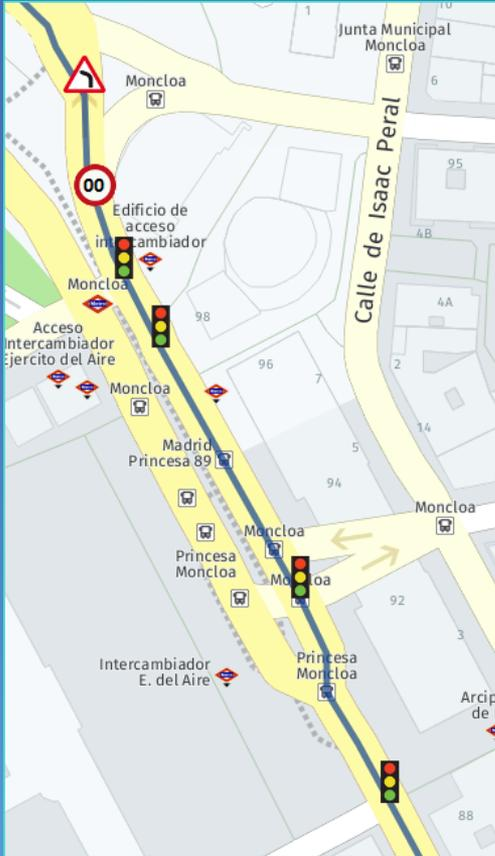 10
1
Junta Municipal
Moncloa
6
Moncloa
Calle de Isaac Peral
95
00
Edificio de
acceso
intercambiador
4B
Moncloa
98
4A
Acceso
Intercambiador
Ejercito del Aire
96
7
2
Moncloa
14
5
Madrid
Princesa 89
94
Moncloa
Moncloa
Princesa
Moncloa
Moncloa
92
3
Princesa
Moncloa
Intercambiador
E. del Aire
Arcip
de
88